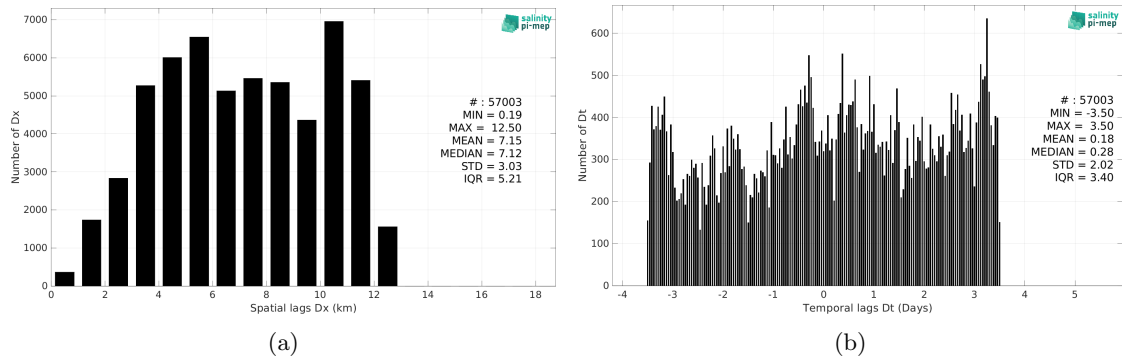 7000
6000
5000
4000
3000
2000
1000
0
Number of Dx
salinity
pi-mep
# : 57003
MIN = 0.19
MAX = 12.50
MEAN = 7.15
MEDIAN = 7.12
STD = 3.03
IQR = 5.21
0 2 4 6 8 10 12 14 16 18
Spatial lags Dx (km)
(a)
600
500
400
300
200
100
0
Number of Dt
salinity
pi-mep
# : 57003
MIN = -3.50
MAX = 3.50
MEAN = 0.18
MEDIAN = 0.28
STD = 2.02
IQR = 3.40
-4 -3 -2 -1 0 1 2 3 4 5
Temporal lags Dt (Days)
(b)